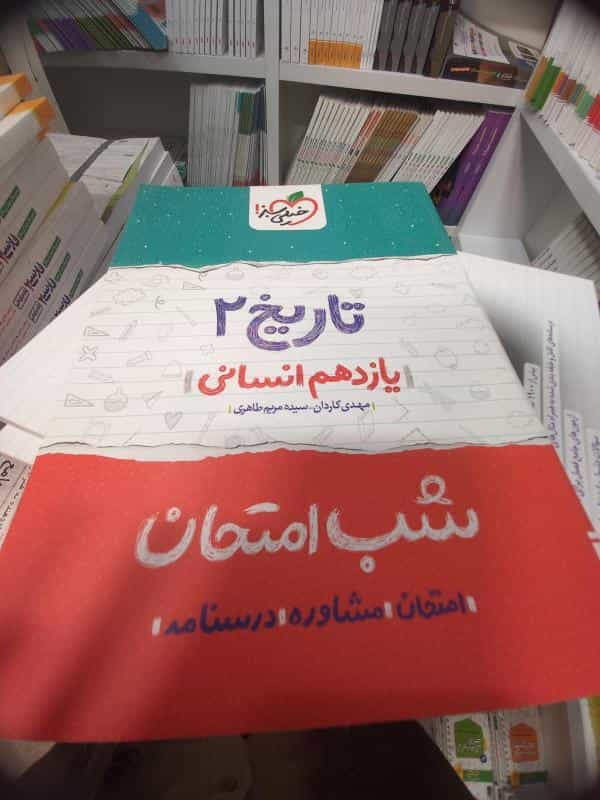 خیلی سبز!
تاریخ ۲
یازدهم انسانی
مهدی کاردان - سیده مریم طاهری
شب امتحان
امتحان | مشاوره | درسنامه